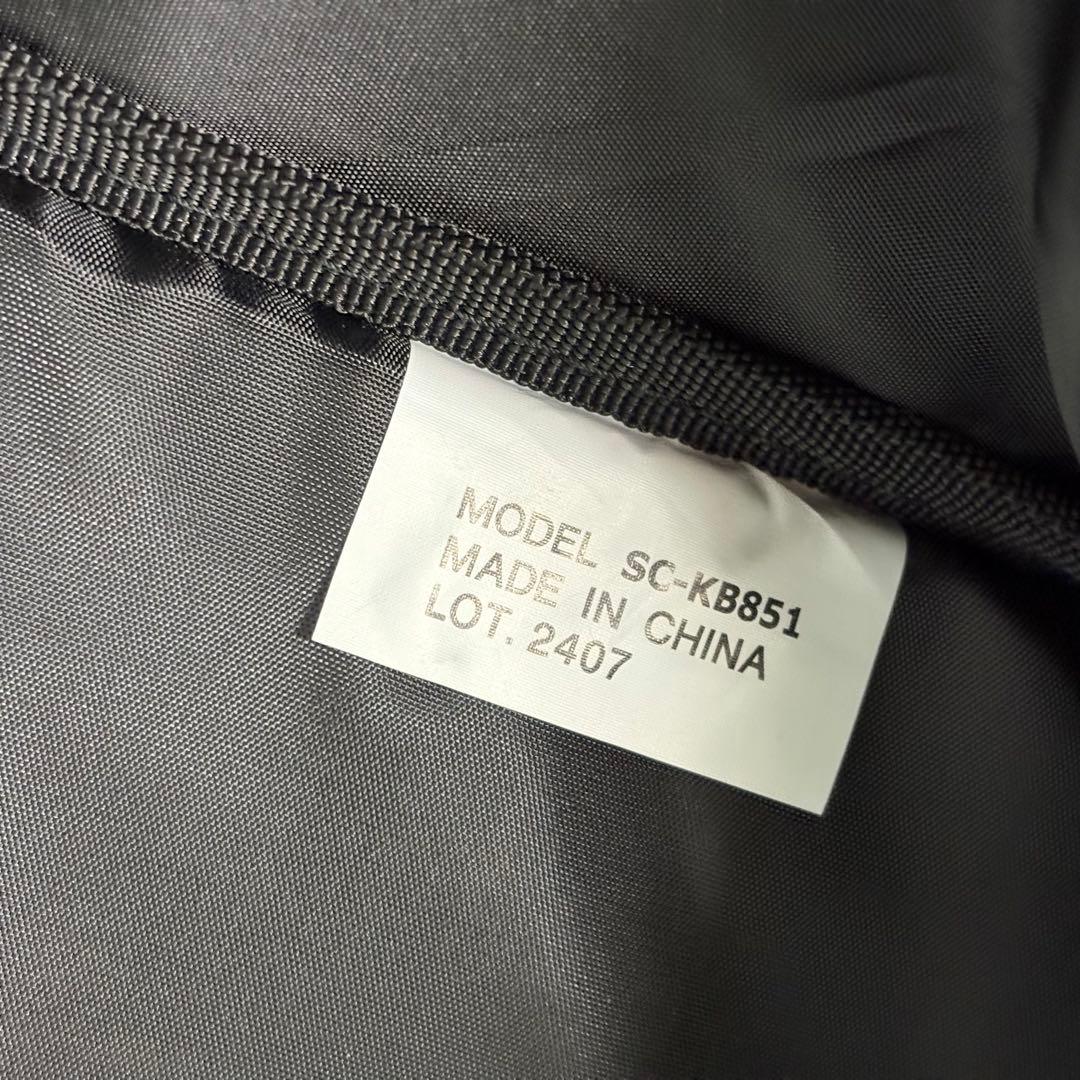 MODEL SC-KB851
MADE IN CHINA
LOT. 2407